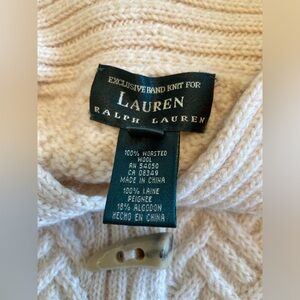 EXCLUSIVE HAND KNIT FOR
LAUREN
RALPH LAUREN
100% WORSTED
WOOL
RN 54050
CA 08349
MADE IN CHINA
100% LAINE
PEIGNEE
18% ALGODON
HECHO EN CHINA